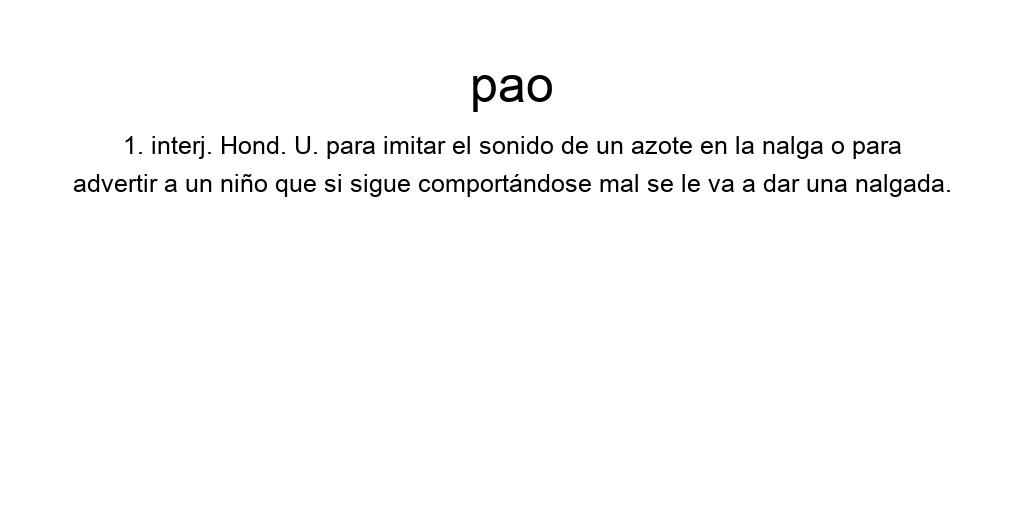 pao
1. interj. Hond. U. para imitar el sonido de un azote en la nalga o para
advertir a un niño que si sigue comportándose mal se le va a dar una nalgada.